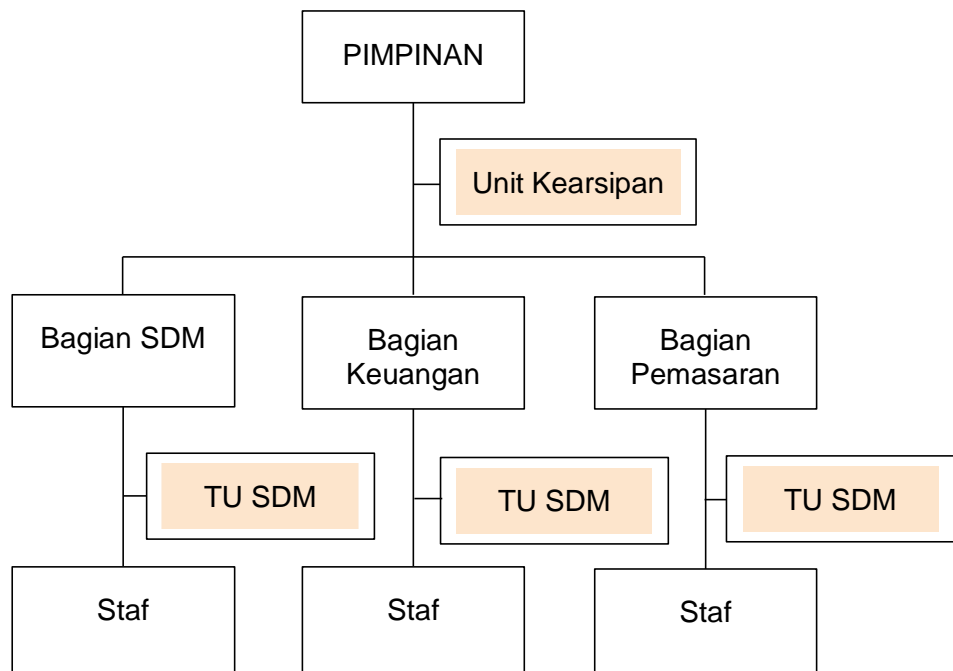 PIMPINAN
Unit Kearsipan
Bagian SDM
Bagian
Keuangan
Bagian
Pemasaran
TU SDM
TU SDM
TU SDM
Staf
Staf
Staf